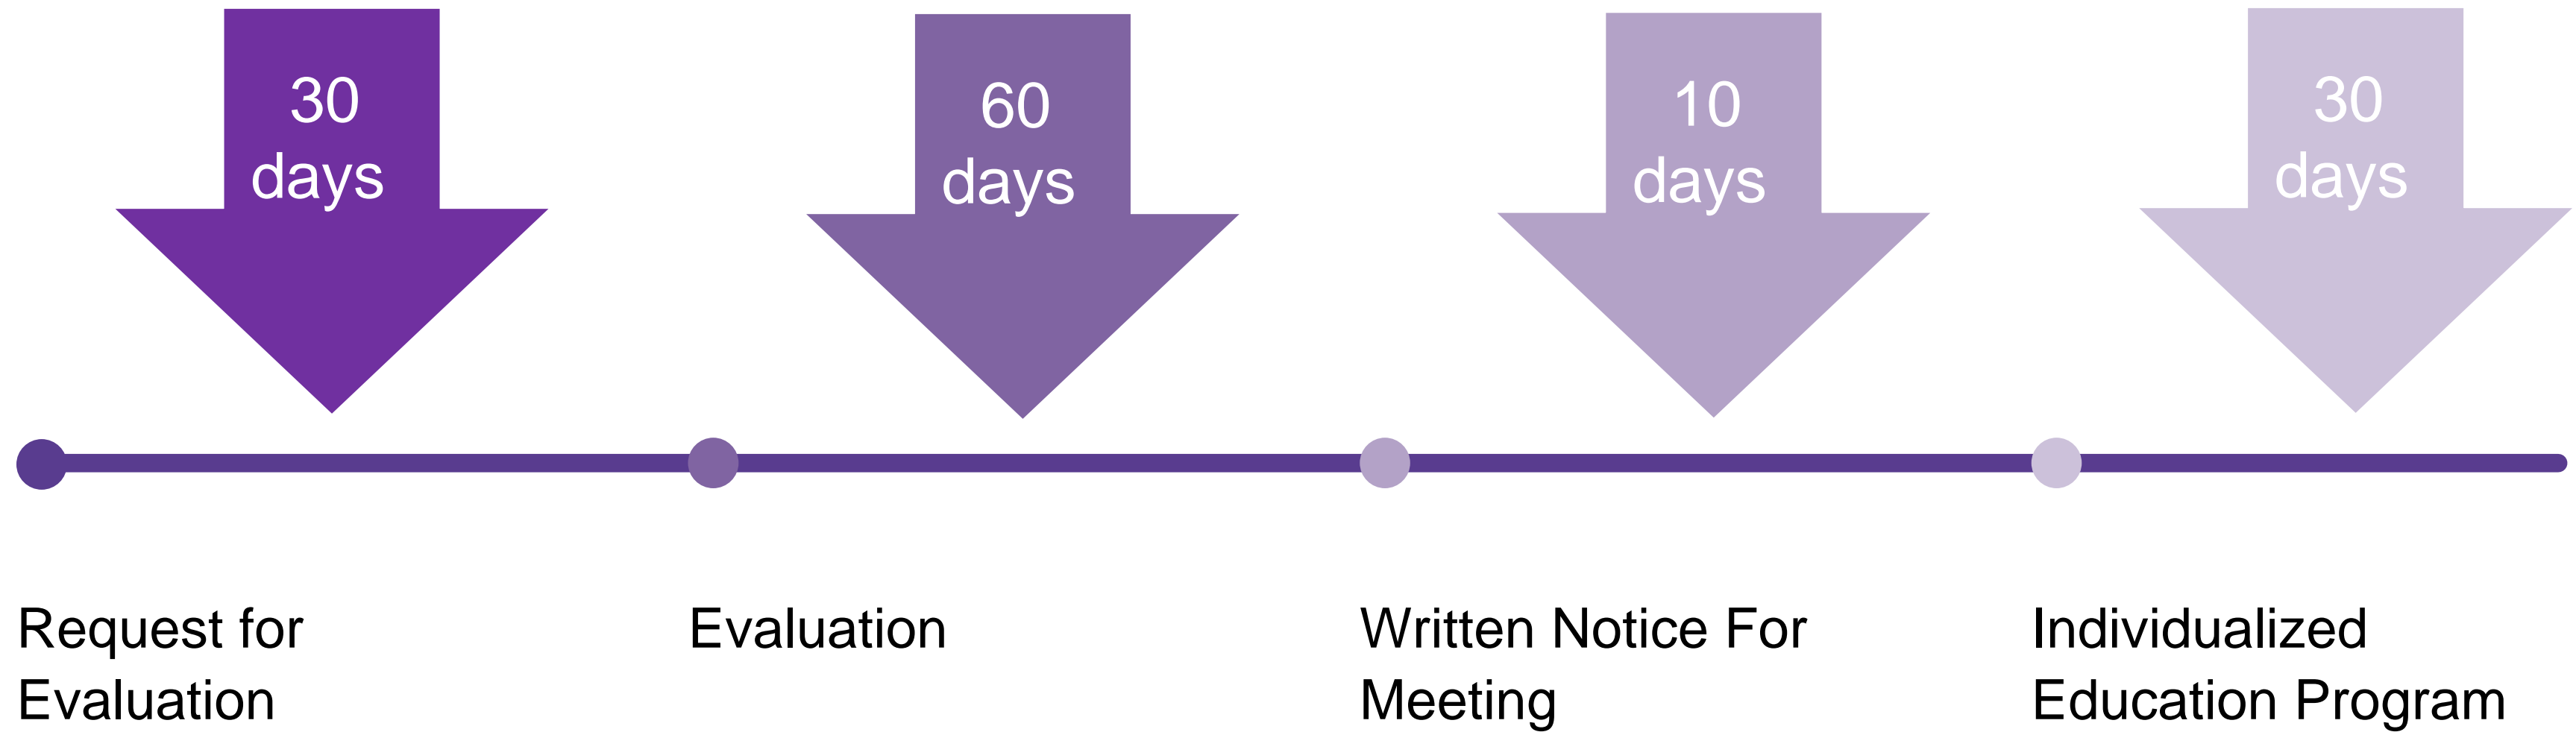 30
days
60
days
10
days
30
days
Request for
Evaluation
Evaluation
Written Notice For
Meeting
Individualized
Education Program